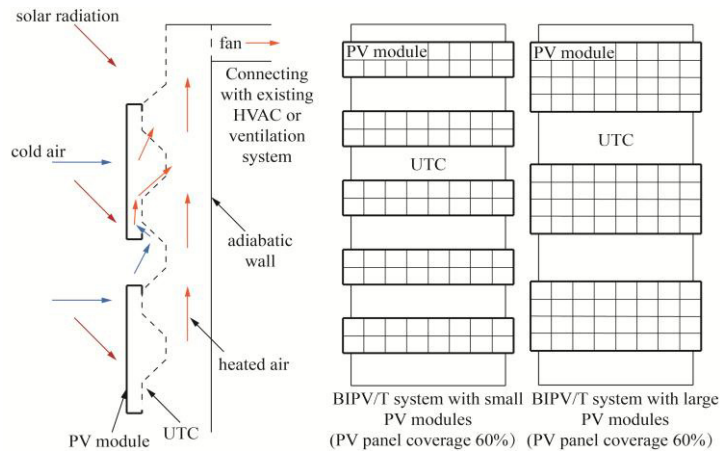 solar radiation
fan
Connecting
with existing
HVAC or
ventilation
system
cold air
adiabatic
wall
heated air
PV module
UTC
PV module
UTC
BIPV/T system with small
PV modules
(PV panel coverage 60%)
PV module
UTC
BIPV/T system with large
PV modules
(PV panel coverage 60%)